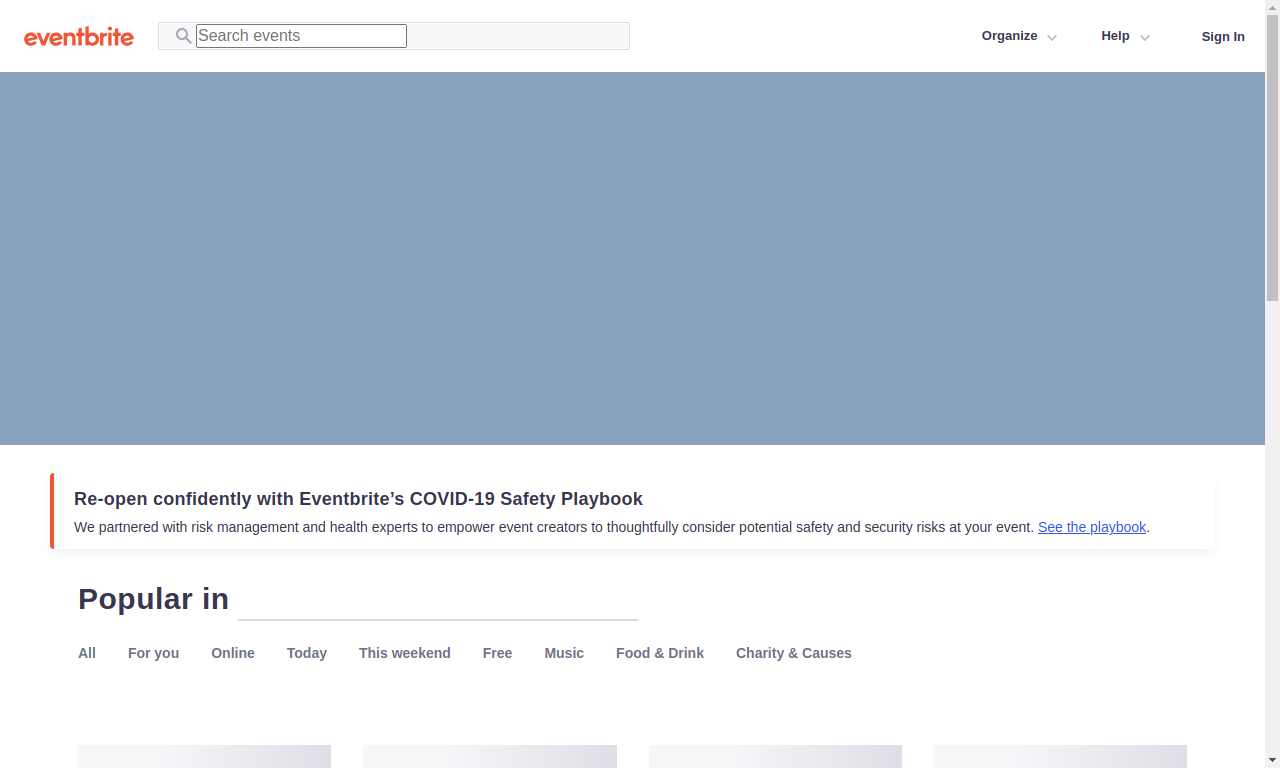 eventbrite
Search events
Organize
Help
Sign In
Re-open confidently with Eventbrite’s COVID-19 Safety Playbook
We partnered with risk management and health experts to empower event creators to thoughtfully consider potential safety and security risks at your event. See the playbook.
Popular in
All
For you
Online
Today
This weekend
Free
Music
Food & Drink
Charity & Causes